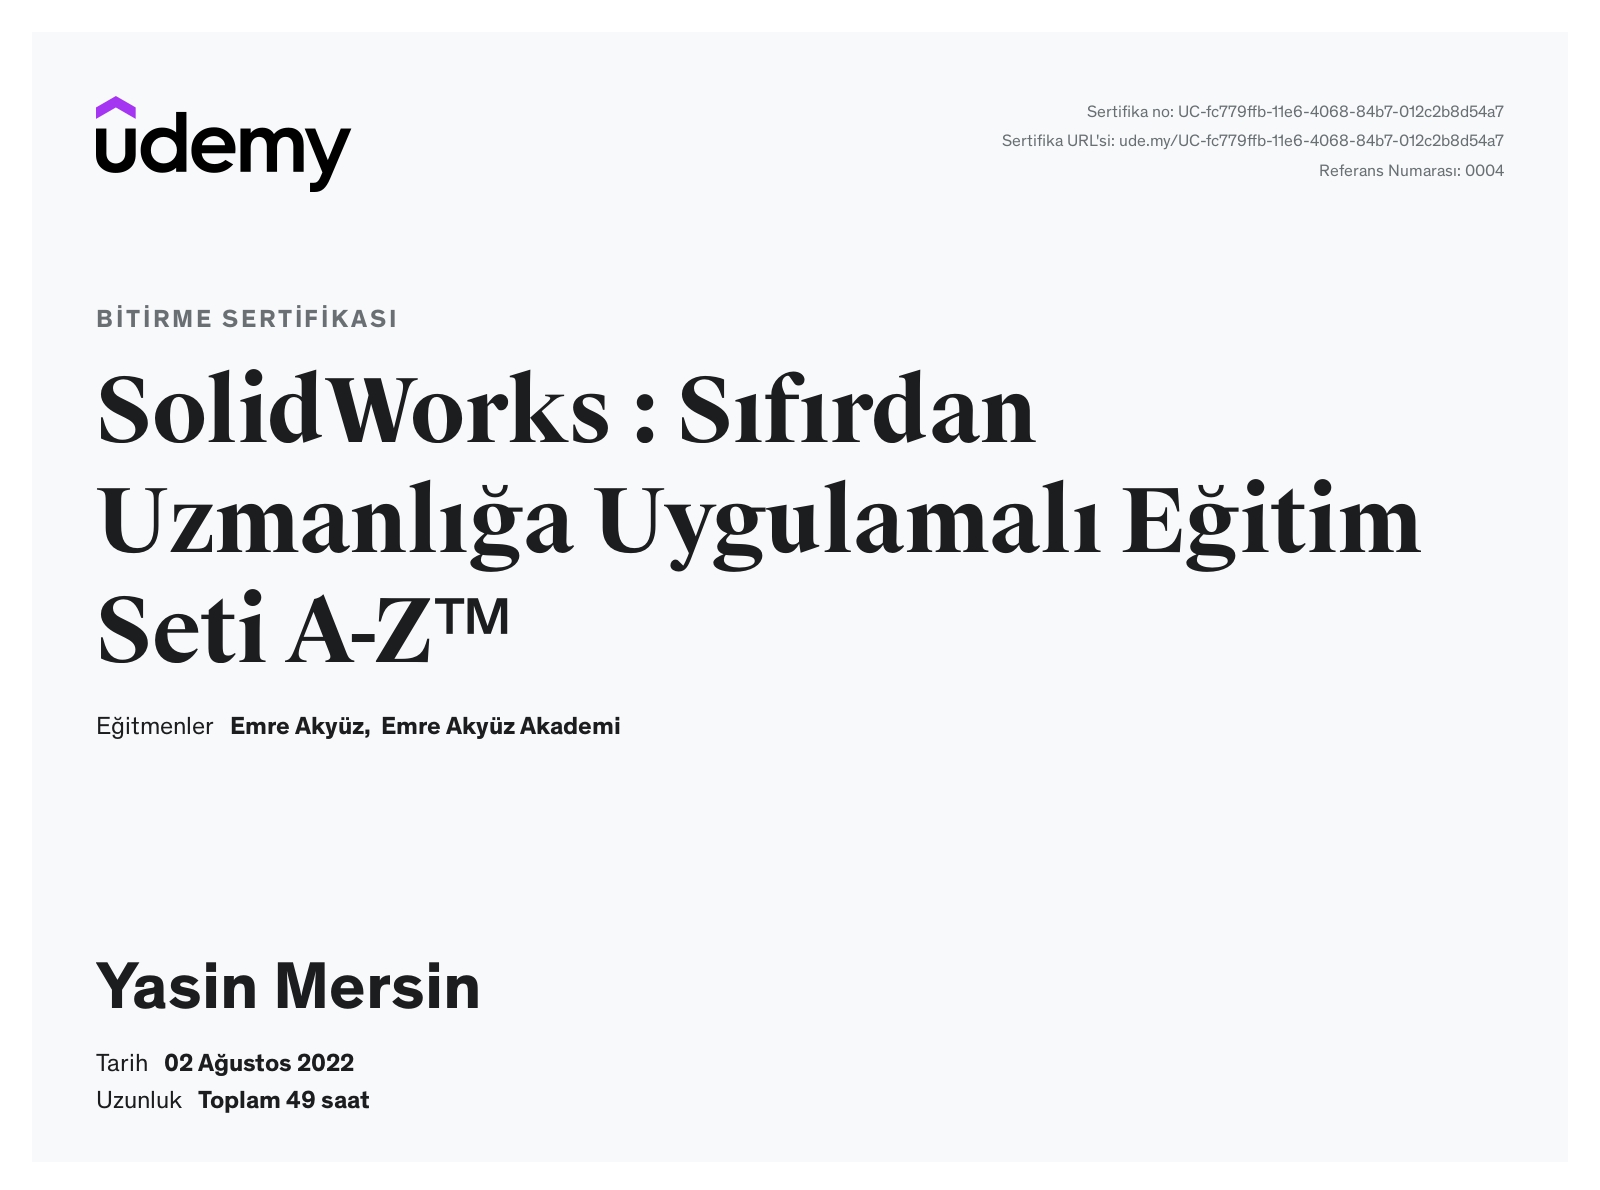 udemy
Sertifika no: UC-fc779ffb-11e6-4068-84b7-012c2b8d54a7
Sertifika URL'si: ude.my/UC-fc779ffb-11e6-4068-84b7-012c2b8d54a7
Referans Numarası: 0004
BİTİRME SERTİFİKASI
SolidWorks : Sıfırdan
Uzmanlığa Uygulamalı Eğitim
Seti A-Z™
Eğitmenler Emre Akyüz, Emre Akyüz Akademi
Yasin Mersin
Tarih 02 Ağustos 2022
Uzunluk Toplam 49 saat